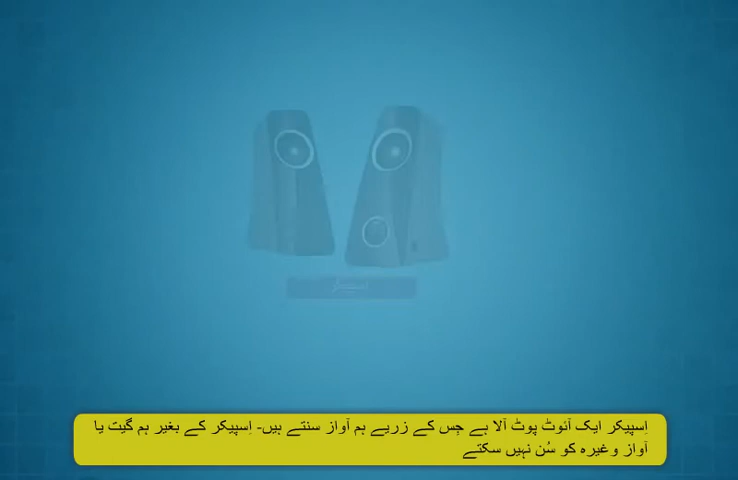 اسپیکر
اِسپیکر ایک آئوٹ پوٹ آلا ہے جِس کے زریے ہم آواز سنتے ہیں- اِسپیکر کے بغیر ہم گیت یا
آواز وغیرہ کو سُن نہیں سکتے